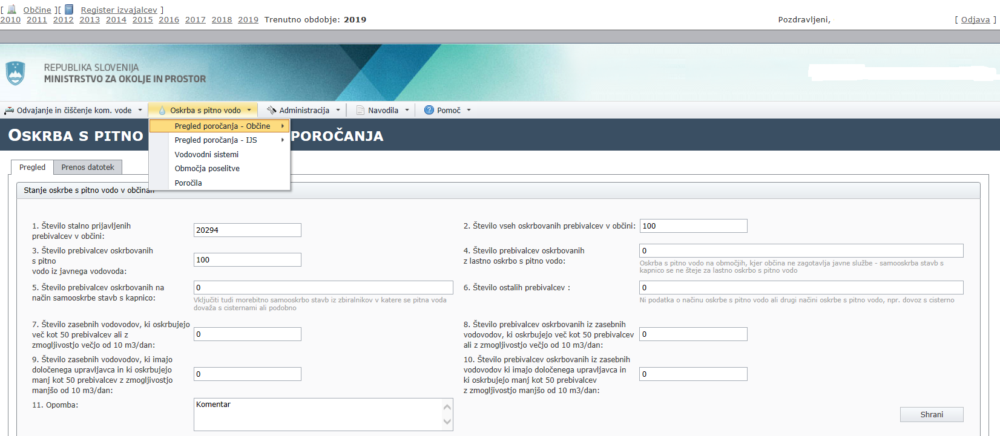 [ Občine ][ Register izvajalcev ]
2010 2011 2012 2013 2014 2015 2016 2017 2018 2019 Trenutno obdobje: 2019 Pozdravljeni, [ Odjava ]
REPUBLIKA SLOVENIJA
MINISTRSTVO ZA OKOLJE IN PROSTOR
Odvajanje in čiščenje kom. vode Oskrba s pitno vodo Administracija Navodila Pomoč
OSKRBA S PITNO POROČANJA
Pregled poročanja - Občine
Pregled poročanja - IJS
Vodovodni sistemi
Območja poselitve
Poročila
Pregled Prenos datotek
Stanje oskrbe s pitno vodo v občinah
1. Število stalno prijavljenih
prebivalcev v občini:
20294
2. Število vseh oskrbovanih prebivalcev v občini: 100
3. Število prebivalcev oskrbovanih
s pitno
vodo iz javnega vodovoda:
100
4. Število prebivalcev oskrbovanih
z lastno oskrbo s pitno vodo:
0
Oskrba s pitno vodo na območjih, kjer občina ne zagotavlja javne službe - samooskrba stavb s
kapnico se ne šteje za lastno oskrbo s pitno vodo
5. Število prebivalcev oskrbovanih na
način samooskrbe stavb s kapnico:
0
Vključiti tudi morebitno samooskrbo stavb iz zbiralnikov v katere se pitna voda
dovaža s cisternami ali podobno
6. Število ostalih prebivalcev : 0
Ni podatka o načinu oskrbe s pitno vodo ali drugi načini oskrbe s pitno vodo, npr. dovoz s cisterno
7. Število zasebnih vodovodov, ki oskrbujejo
več kot 50 prebivalcev ali z
zmogljivostjo večjo od 10 m3/dan:
0
8. Število prebivalcev oskrbovanih iz zasebnih
vodovodov, ki oskrbujejo več kot 50 prebivalcev
ali z zmogljivostjo večjo od 10 m3/dan:
0
9. Število zasebnih vodovodov, ki imajo
določenega upravljavca in ki oskrbujejo
manj kot 50 prebivalcev z zmogljivostjo
manjšo od 10 m3/dan:
0
10. Število prebivalcev oskrbovanih iz zasebnih
vodovodov ki imajo določenega upravljavca in
ki oskrbujejo manj kot 50 prebivalcev
z zmogljivostjo manjšo od 10 m3/dan:
0
11. Opomba: Komentar
Shrani